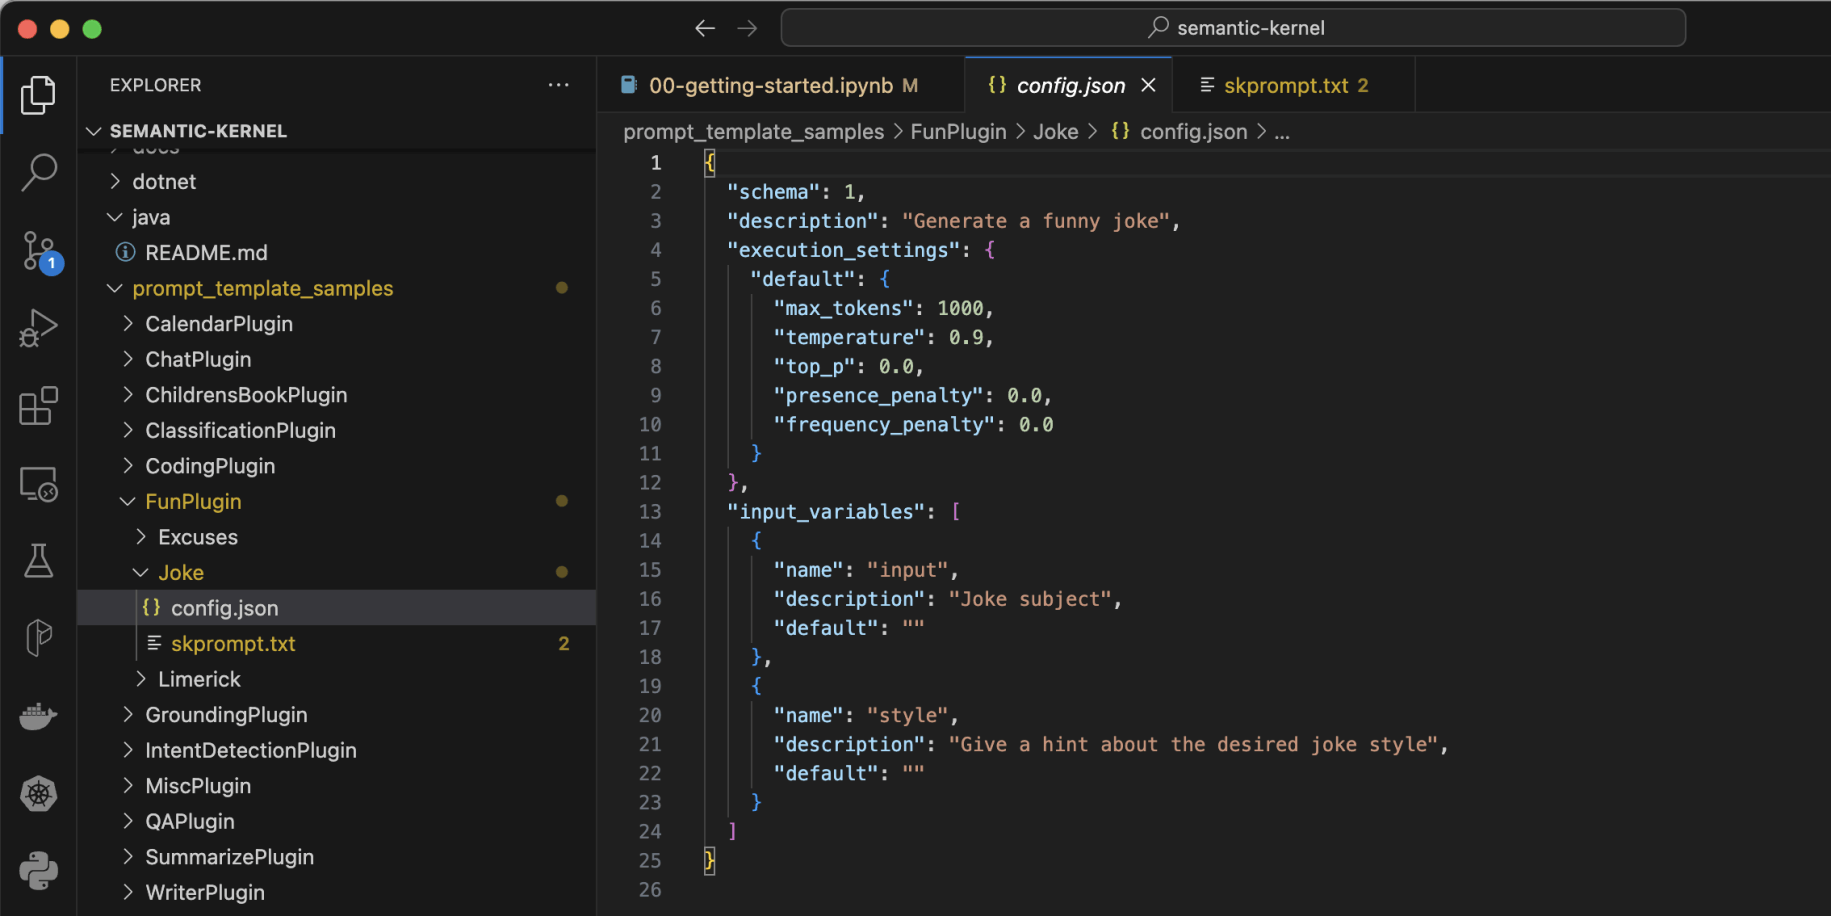 semantic-kernel
EXPLORER
SEMANTIC-KERNEL
docs
dotnet
java
README.md
prompt_template_samples
CalendarPlugin
ChatPlugin
ChildrensBookPlugin
ClassificationPlugin
CodingPlugin
FunPlugin
Excuses
Joke
{} config.json
skprompt.txt 2
Limerick
GroundingPlugin
IntentDetectionPlugin
MiscPlugin
QAPlugin
SummarizePlugin
WriterPlugin
1
00-getting-started.ipynb M
{} config.json
skprompt.txt 2
prompt_template_samples > FunPlugin > Joke > {} config.json > ...
1 {
2 "schema": 1,
3 "description": "Generate a funny joke",
4 "execution_settings": {
5 "default": {
6 "max_tokens": 1000,
7 "temperature": 0.9,
8 "top_p": 0.0,
9 "presence_penalty": 0.0,
10 "frequency_penalty": 0.0
11 }
12 },
13 "input_variables": [
14 {
15 "name": "input",
16 "description": "Joke subject",
17 "default": ""
18 },
19 {
20 "name": "style",
21 "description": "Give a hint about the desired joke style",
22 "default": ""
23 }
24 ]
25 }
26